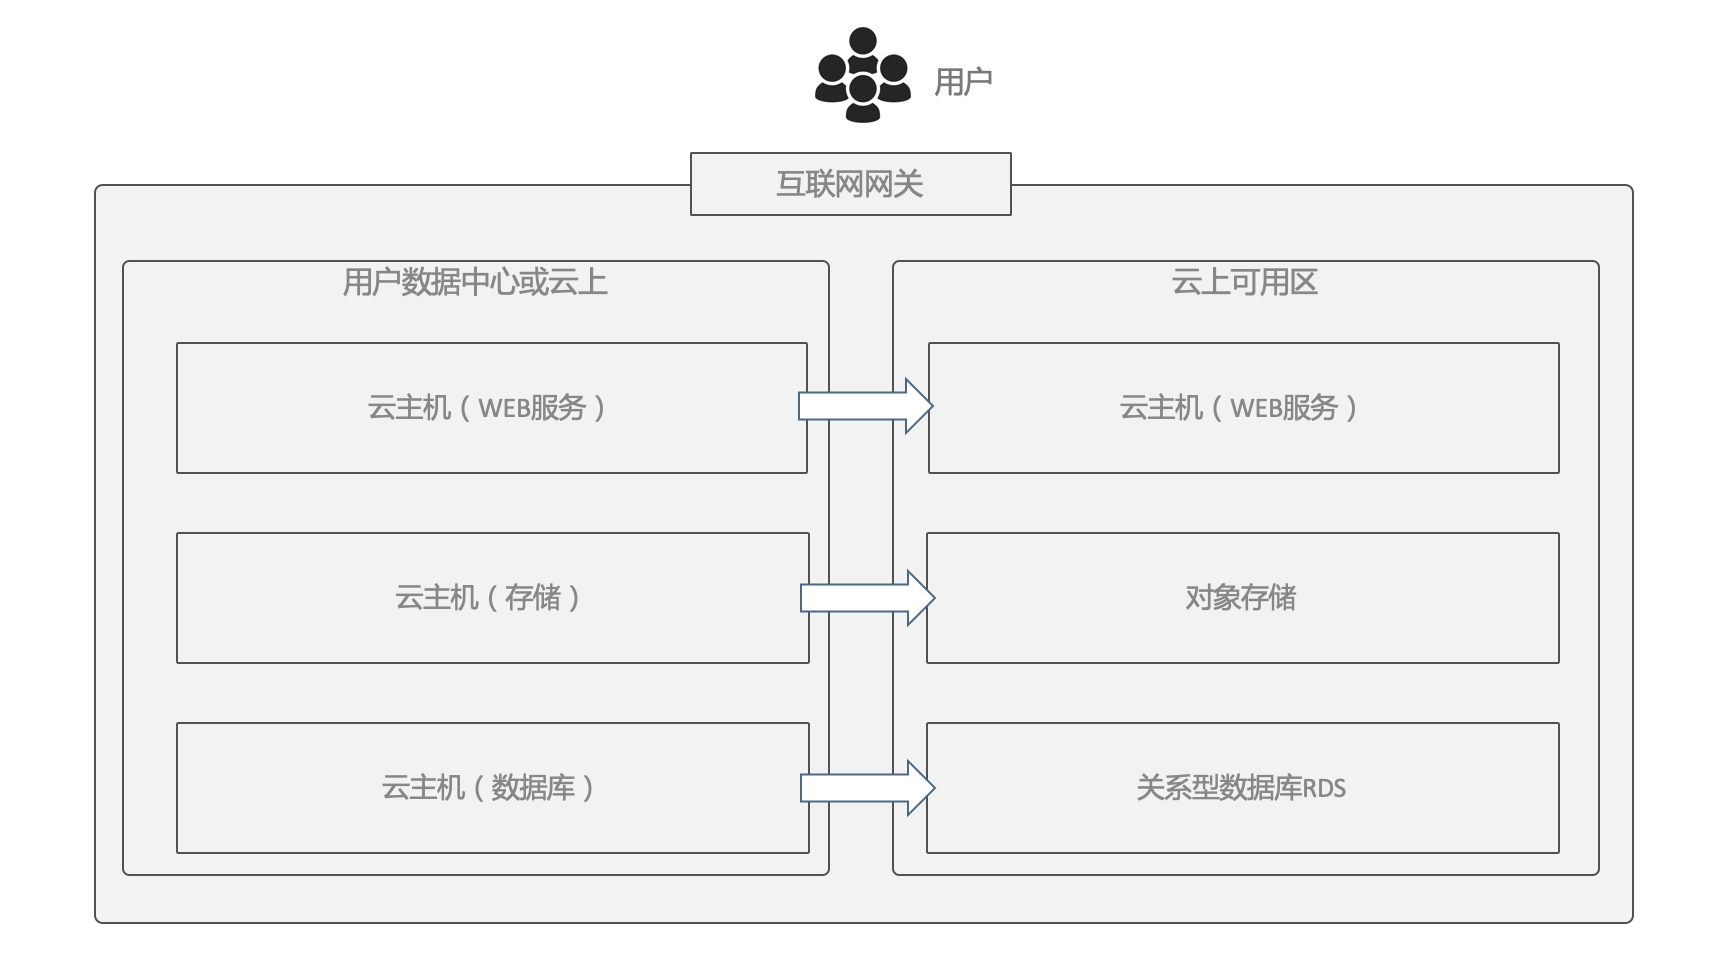 用户
互联网网关
用户数据中心或云上
云上可用区
云主机（WEB服务）
云主机（WEB服务）
云主机（存储）
对象存储
云主机（数据库）
关系型数据库RDS